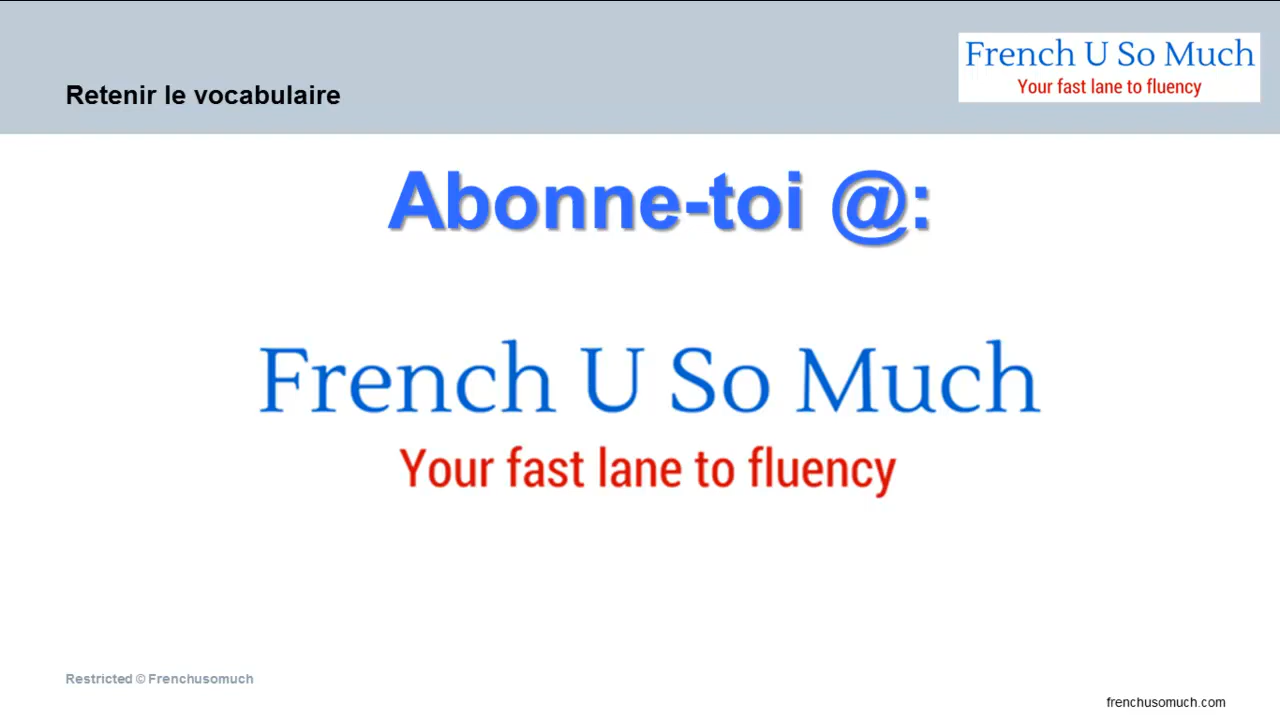 French U So Much
Your fast lane to fluency
Retenir le vocabulaire
Abonne-toi @:
French U So Much
Your fast lane to fluency
Restricted © Frenchusomuch
frenchusomuch.com